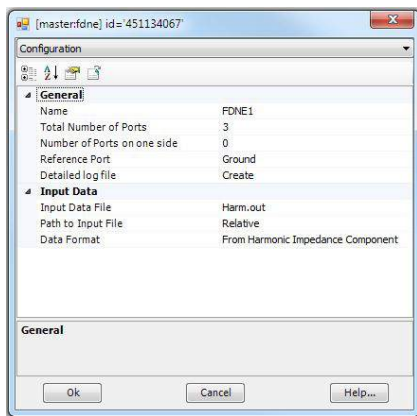 [master:fdne] id='451134067'
Configuration
General
Name FDNE1
Total Number of Ports 3
Number of Ports on one side 0
Reference Port Ground
Detailed log file Create
Input Data
Input Data File Harm.out
Path to Input File Relative
Data Format From Harmonic Impedance Component
General
Ok Cancel Help...